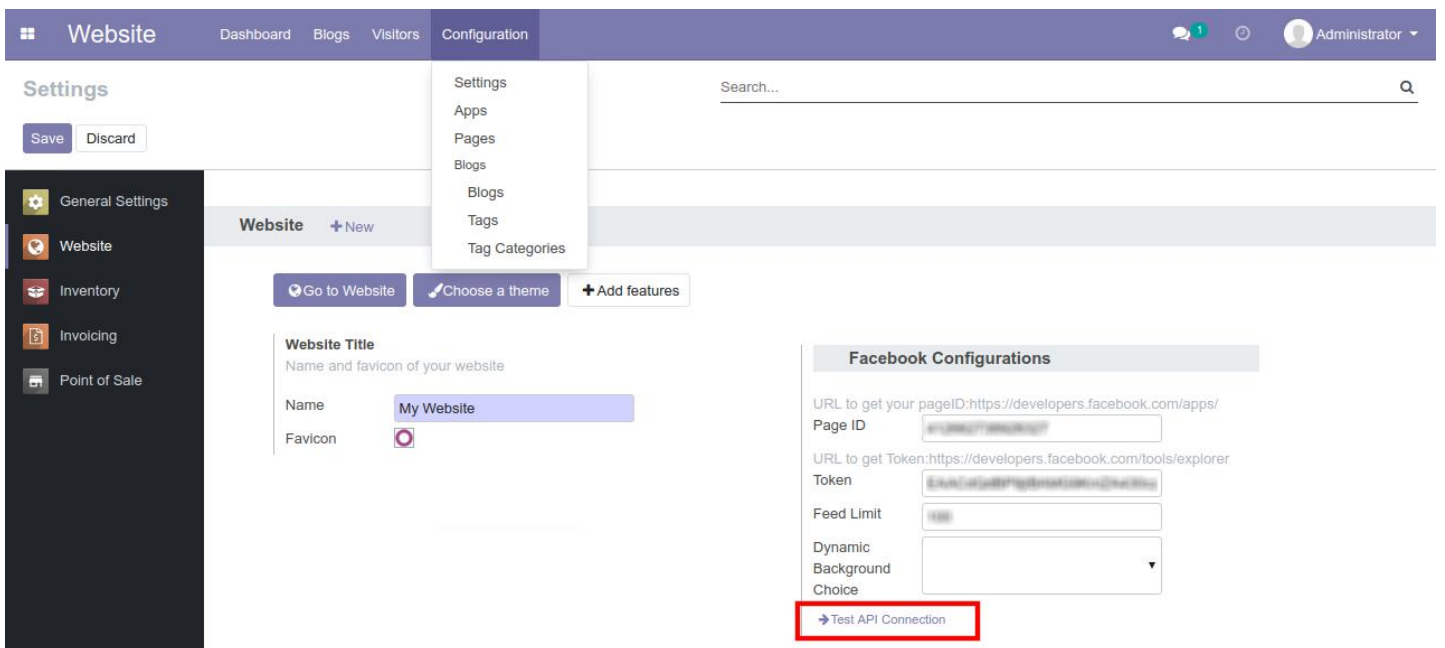 Website Dashboard Blogs Visitors Configuration 1 Administrator
Settings
Search...
Save Discard
Settings
Apps
Pages
Blogs
Blogs
Tags
Tag Categories
General Settings
Website
Inventory
Invoicing
Point of Sale
Website +New
Go to Website Choose a theme +Add features
Website Title
Name and favicon of your website
Name My Website
Favicon
Facebook Configurations
URL to get your pageID:https://developers.facebook.com/apps/
Page ID
URL to get Token:https://developers.facebook.com/tools/explorer
Token
Feed Limit
Dynamic
Background
Choice
Test API Connection